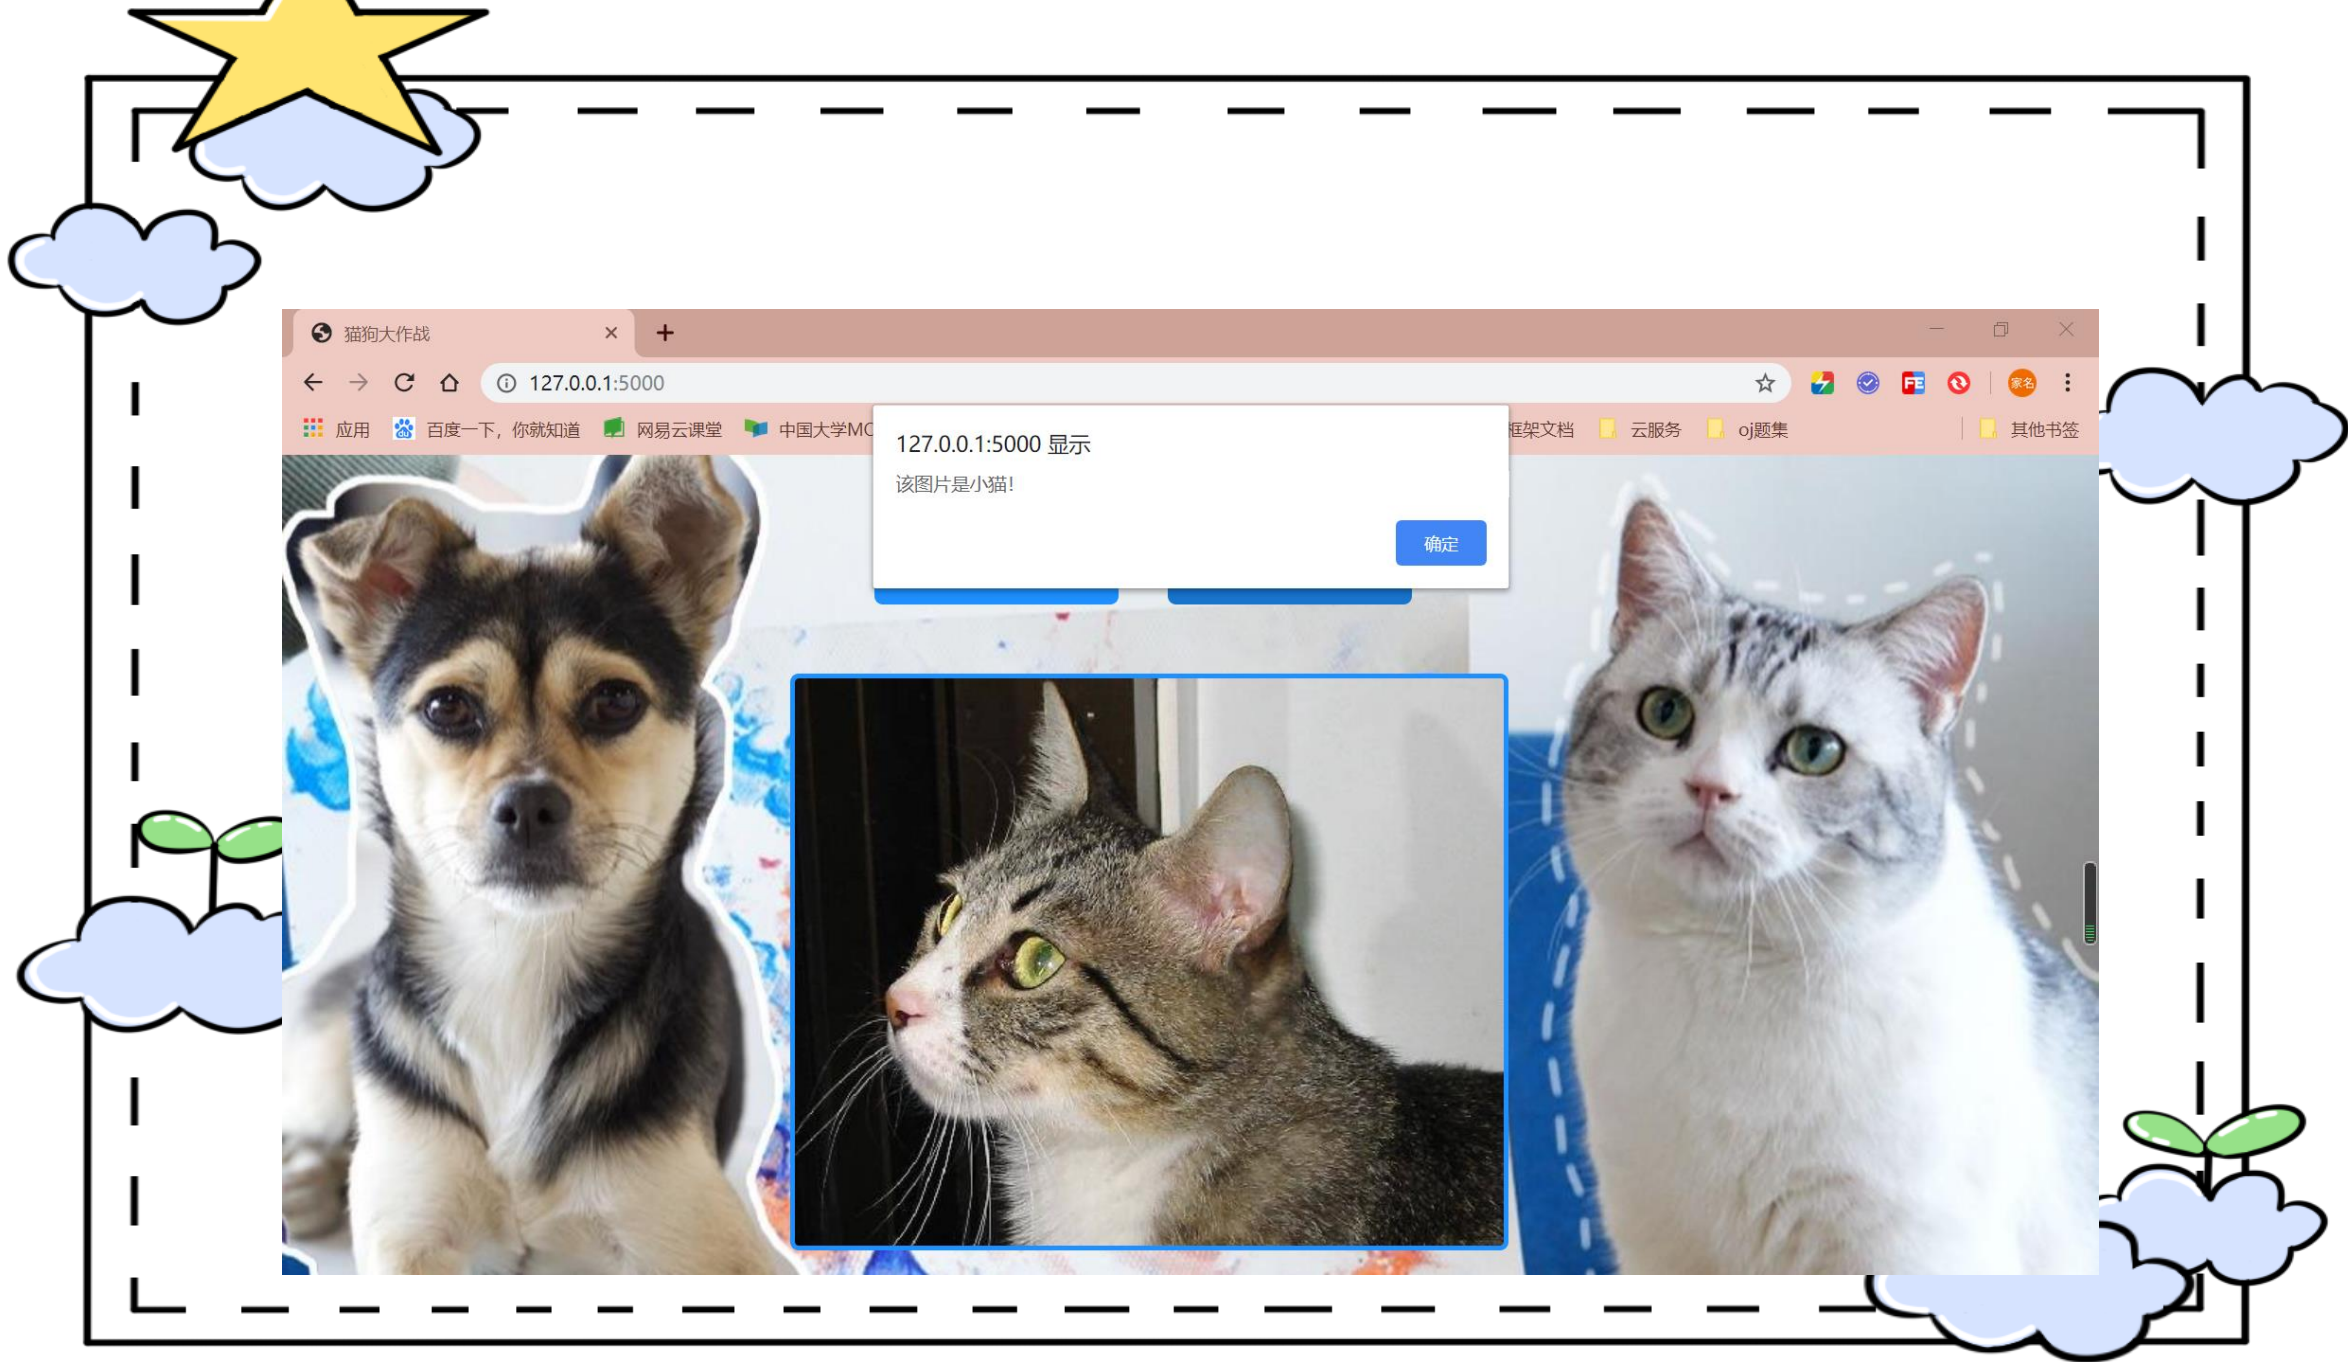 猫狗大作战
127.0.0.1:5000
家名
应用 百度一下，你就知道 网易云课堂 中国大学MO 框架文档 云服务 oj题集 其他书签
127.0.0.1:5000 显示
该图片是小猫！
确定